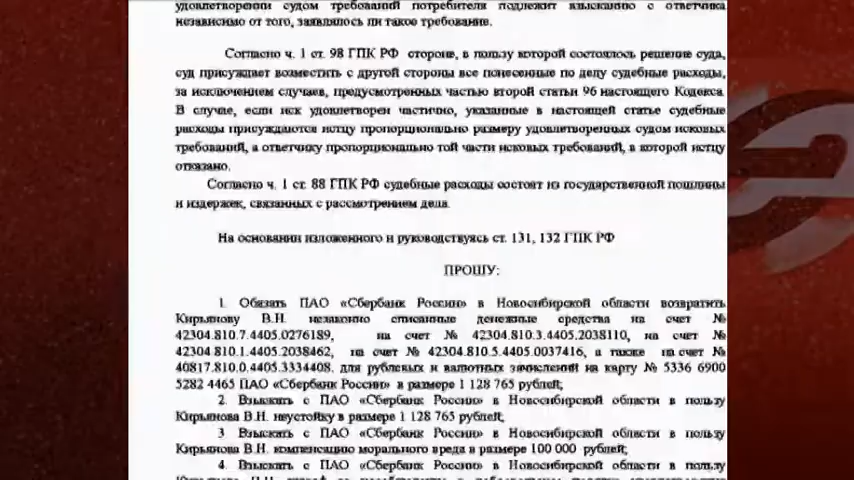 удовлетворении судом требований потребителя подлежит взысканию с ответчика
независимо от того, заявлялось ли такое требование.
Согласно ч. 1 ст. 98 ГПК РФ стороне, в пользу которой состоялось решение суда,
суд присуждает возместить с другой стороны все понесенные по делу судебные расходы,
за исключением случаев, предусмотренных частью второй статьи 96 настоящего Кодекса.
В случае, если иск удовлетворен частично, указанные в настоящей статье судебные
расходы присуждаются истцу пропорционально размеру удовлетворенных судом исковых
требований, а ответчику пропорционально той части исковых требований, в которой истцу
отказано.
Согласно ч. 1 ст. 88 ГПК РФ судебные расходы состоят из государственной пошлины
и издержек, связанных с рассмотрением дела.
На основании изложенного и руководствуясь ст. 131, 132 ГПК РФ
ПРОШУ:
1. Обязать ПАО «Сбербанк России» в Новосибирской области возвратить
Кирьянову В.Н. незаконно списанные денежные средства на счет №
42304.810.7.4405.0276189, на счет № 42304.810.3.4405.2038110, на счет №
42304.810.1.4405.2038462, на счет № 42304.810.5.4405.0037416, а также на счет №
40817.810.0.4405.3334408. для рублевых и валютных зачислений на карту № 5336 6900
5282 4465 ПАО «Сбербанк России» в размере 1 128 765 рублей;
2. Взыскать с ПАО «Сбербанк России» в Новосибирской области в пользу
Кирьянова В.Н. неустойку в размере 1 128 765 рублей;
3. Взыскать с ПАО «Сбербанк России» в Новосибирской области в пользу
Кирьянова В.Н. компенсацию морального вреда в размере 100 000 рублей;
4. Взыскать с ПАО «Сбербанк России» в Новосибирской области в пользу